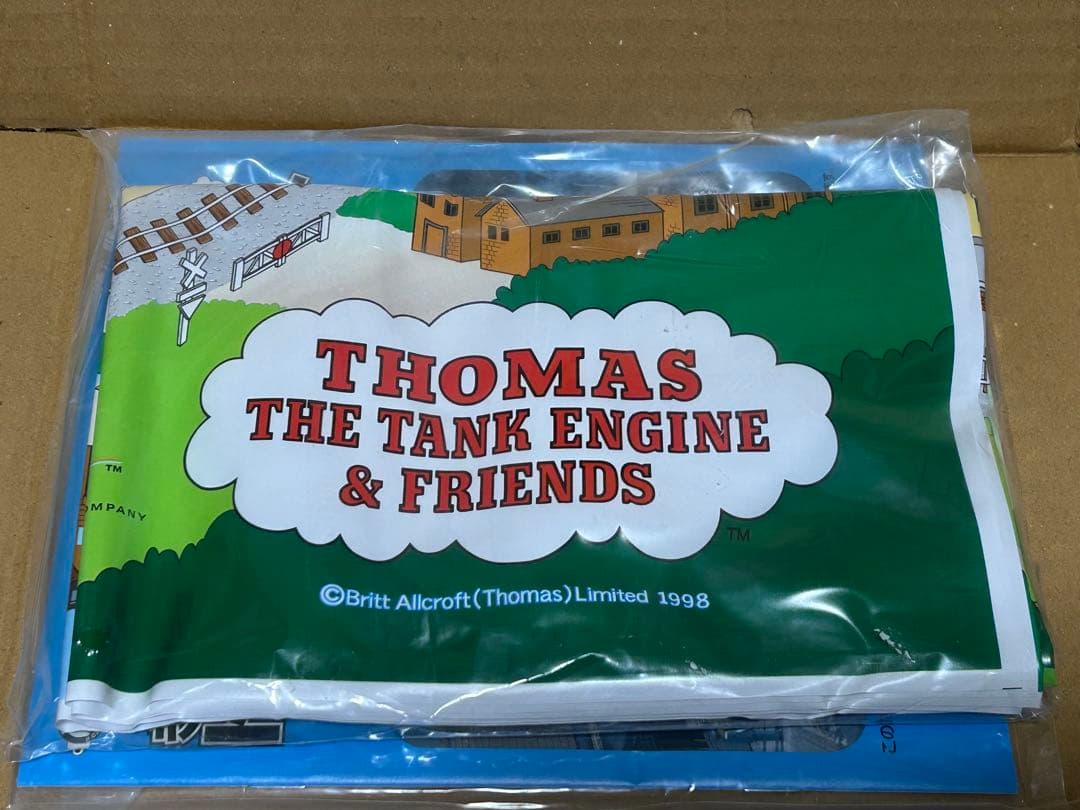 THOMAS
THE TANK ENGINE
& FRIENDS
TM
TM
MPANY
©Britt Allcroft(Thomas)Limited 1998